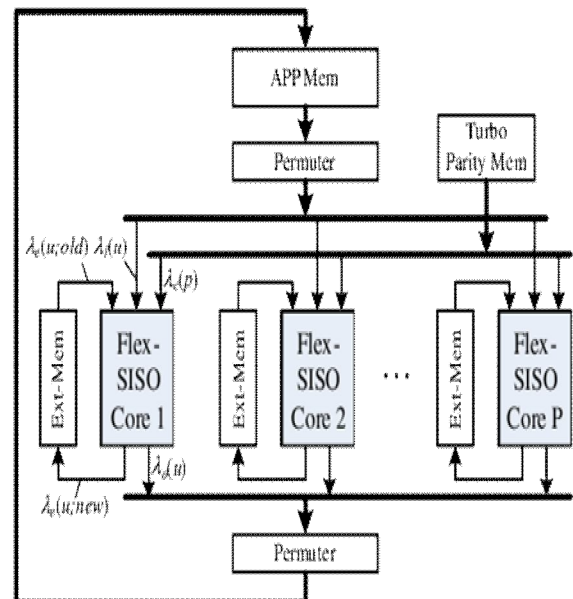 APP Mem
Permuter
Turbo
Parity Mem
λe(u;old) λi(u)
λc(p)
Ext-Mem
Flex-
SISO
Core 1
Ext-Mem
Flex-
SISO
Core 2
...
Ext-Mem
Flex-
SISO
Core P
λo(u)
λe(u;new)
Permuter